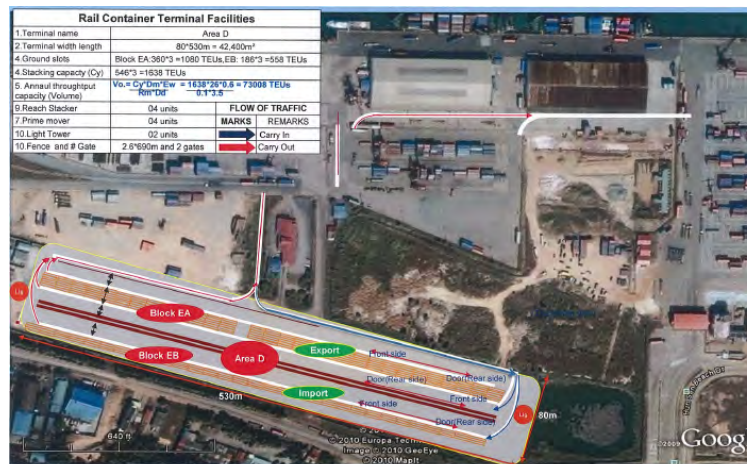 Rail Container Terminal Facilities
1.Terminal name Area D
2.Terminal width length 80*530m = 42,400m²
4.Ground slots Block EA:360*3 =1080 TEUs,EB: 186*3 =558 TEUs
4.Stacking capacity (Cy) 546*3 =1638 TEUs
5. Annaul throughtput capacity (Volume) Vo.= Cy*Dm*Ew = 1638*26*0.6 = 73008 TEUs
Rm*Dd 0.1*3.5
9.Reach Stacker 04 units FLOW OF TRAFFIC
7.Prime mover 04 units MARKS REMARKS
10.Light Tower 02 units Carry In
10.Fence and # Gate 2.6*690m and 2 gates Carry Out
Block EA
Export
Front side
Block EB
Area D
Door(Rear side)
Door(Rear side)
Import
Front side
Front side
Door(Rear side)
530m
80m
640 ft
© 2010 Europa Techn
Image © 2010 GeoEye
© 2010 MapIt
©2009 Goog